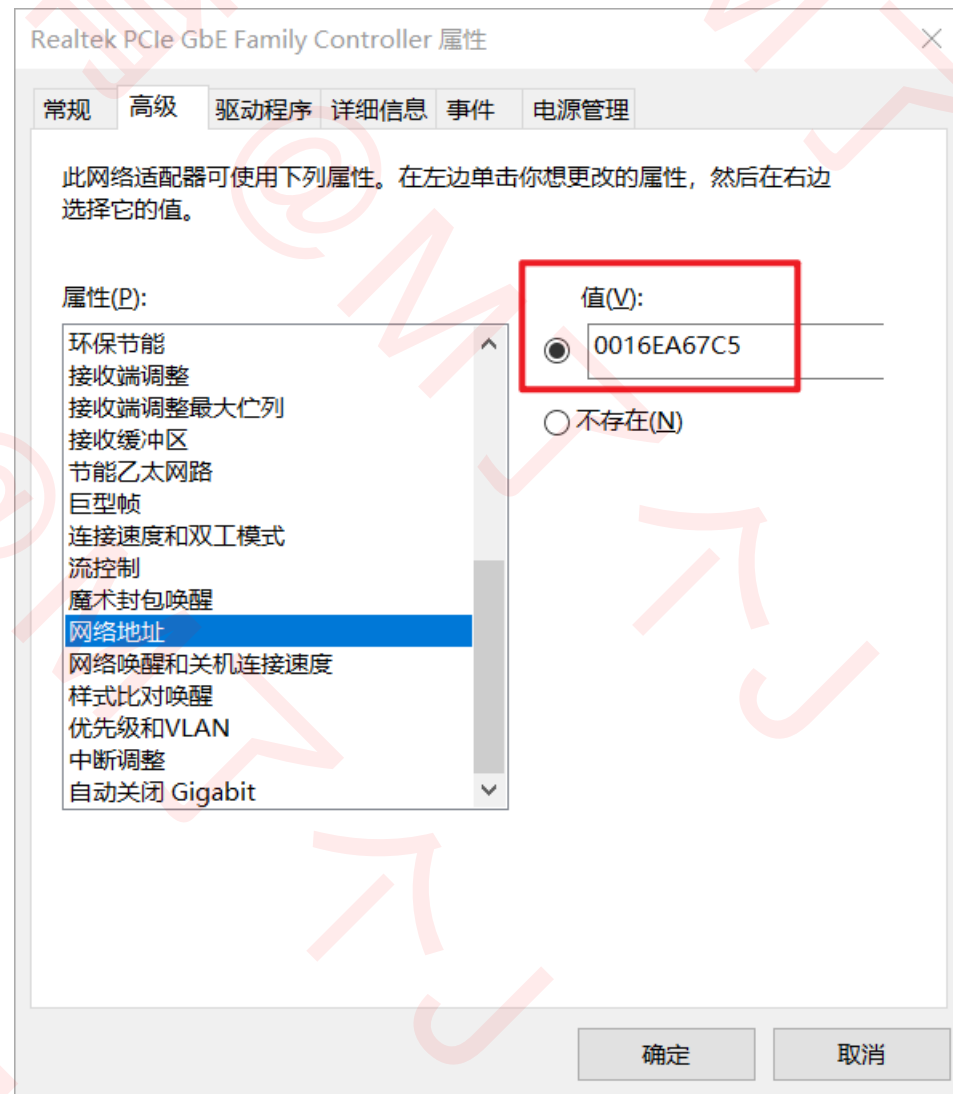 Realtek PCIe GbE Family Controller 属性
常规 高级 驱动程序 详细信息 事件 电源管理
此网络适配器可使用下列属性。在左边单击你想更改的属性，然后在右边
选择它的值。
属性(P):
值(V):
环保节能
0016EA67C5
接收端调整
接收端调整最大伫列
不存在(N)
接收缓冲区
节能乙太网路
巨型帧
连接速度和双工模式
流控制
魔术封包唤醒
网络地址
网络唤醒和关机连接速度
样式比对唤醒
优先级和VLAN
中断调整
自动关闭 Gigabit
确定 取消